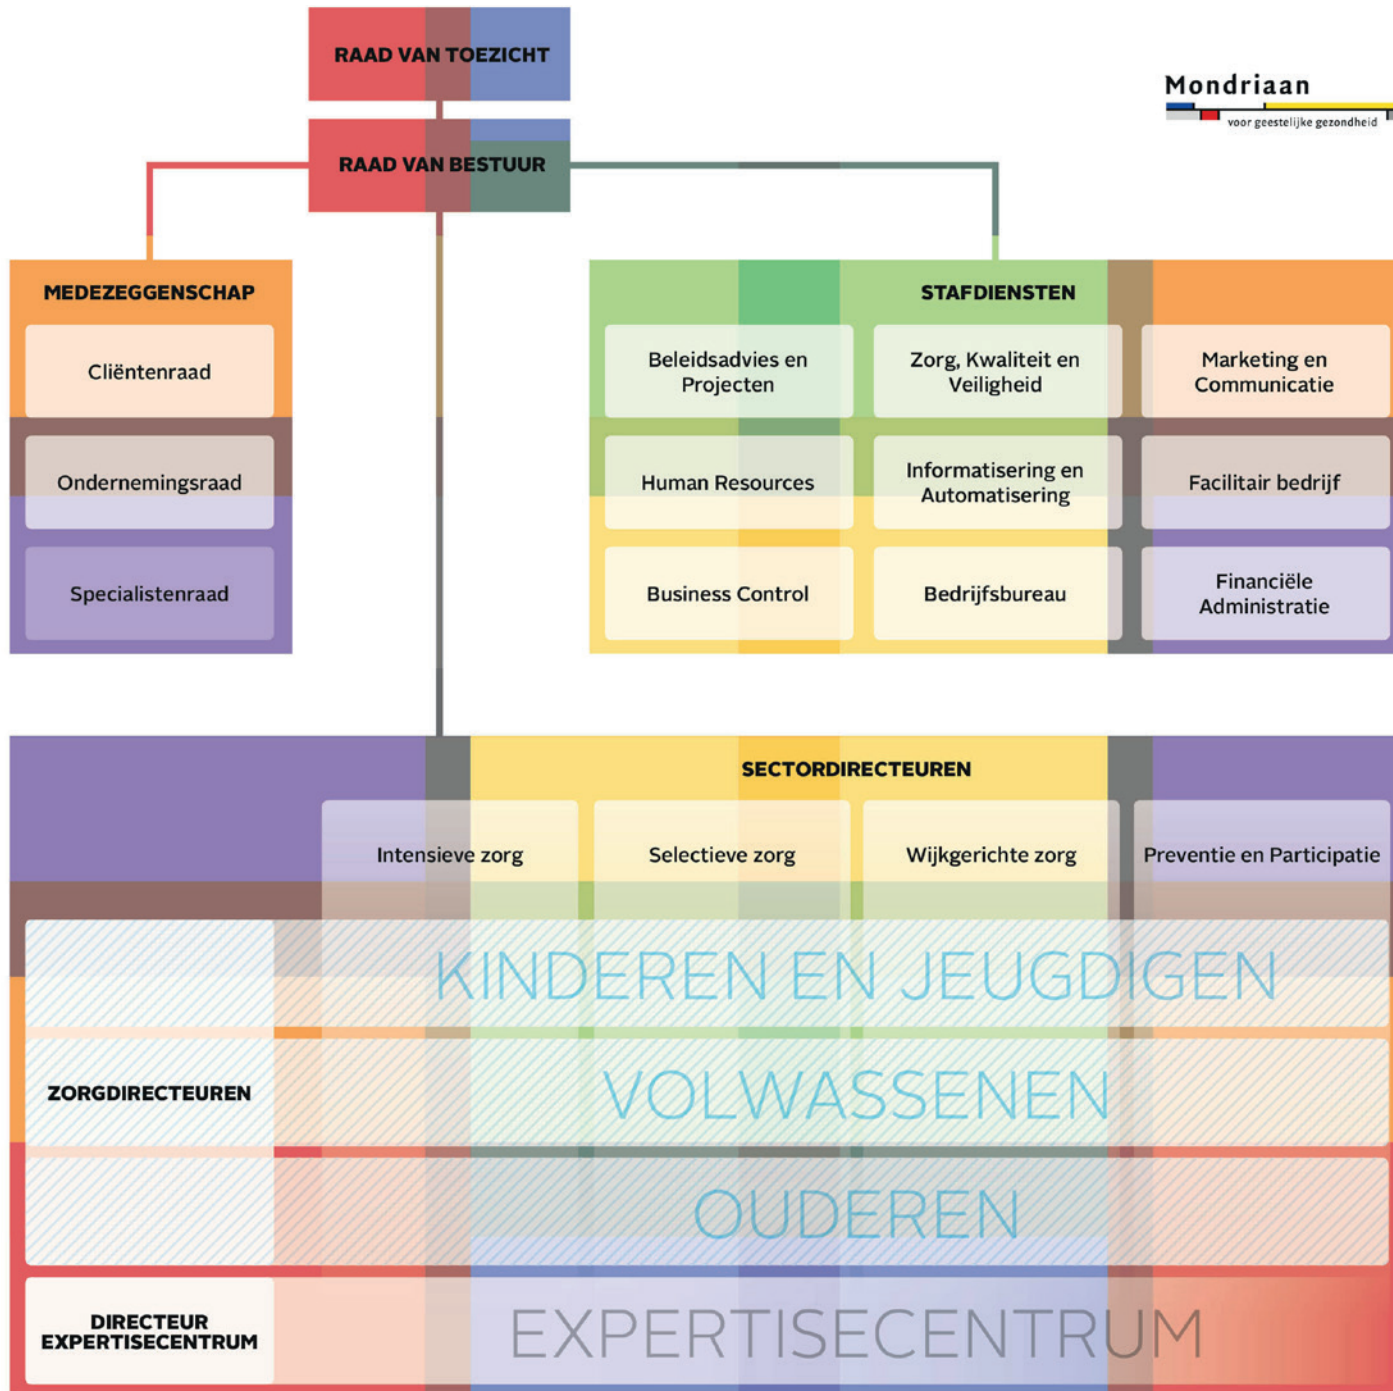 RAAD VAN TOEZICHT
Mondriaan
voor geestelijke gezondheid
RAAD VAN BESTUUR
MEDEZEGGENSCHAP
Cliëntenraad
Ondernemingsraad
Specialistenraad
STAFDIENSTEN
Beleidsadvies en
Projecten
Zorg, Kwaliteit en
Veiligheid
Marketing en
Communicatie
Human Resources
Informatisering en
Automatisering
Facilitair bedrijf
Business Control
Bedrijfsbureau
Financiële
Administratie
SECTORDIRECTEUREN
Intensieve zorg
Selectieve zorg
Wijkgerichte zorg
Preventie en Participatie
KINDEREN EN JEUGDIGEN
ZORGDIRECTEUREN
VOLWASSENEN
OUDEREN
DIRECTEUR
EXPERTISECENTRUM
EXPERTISECENTRUM